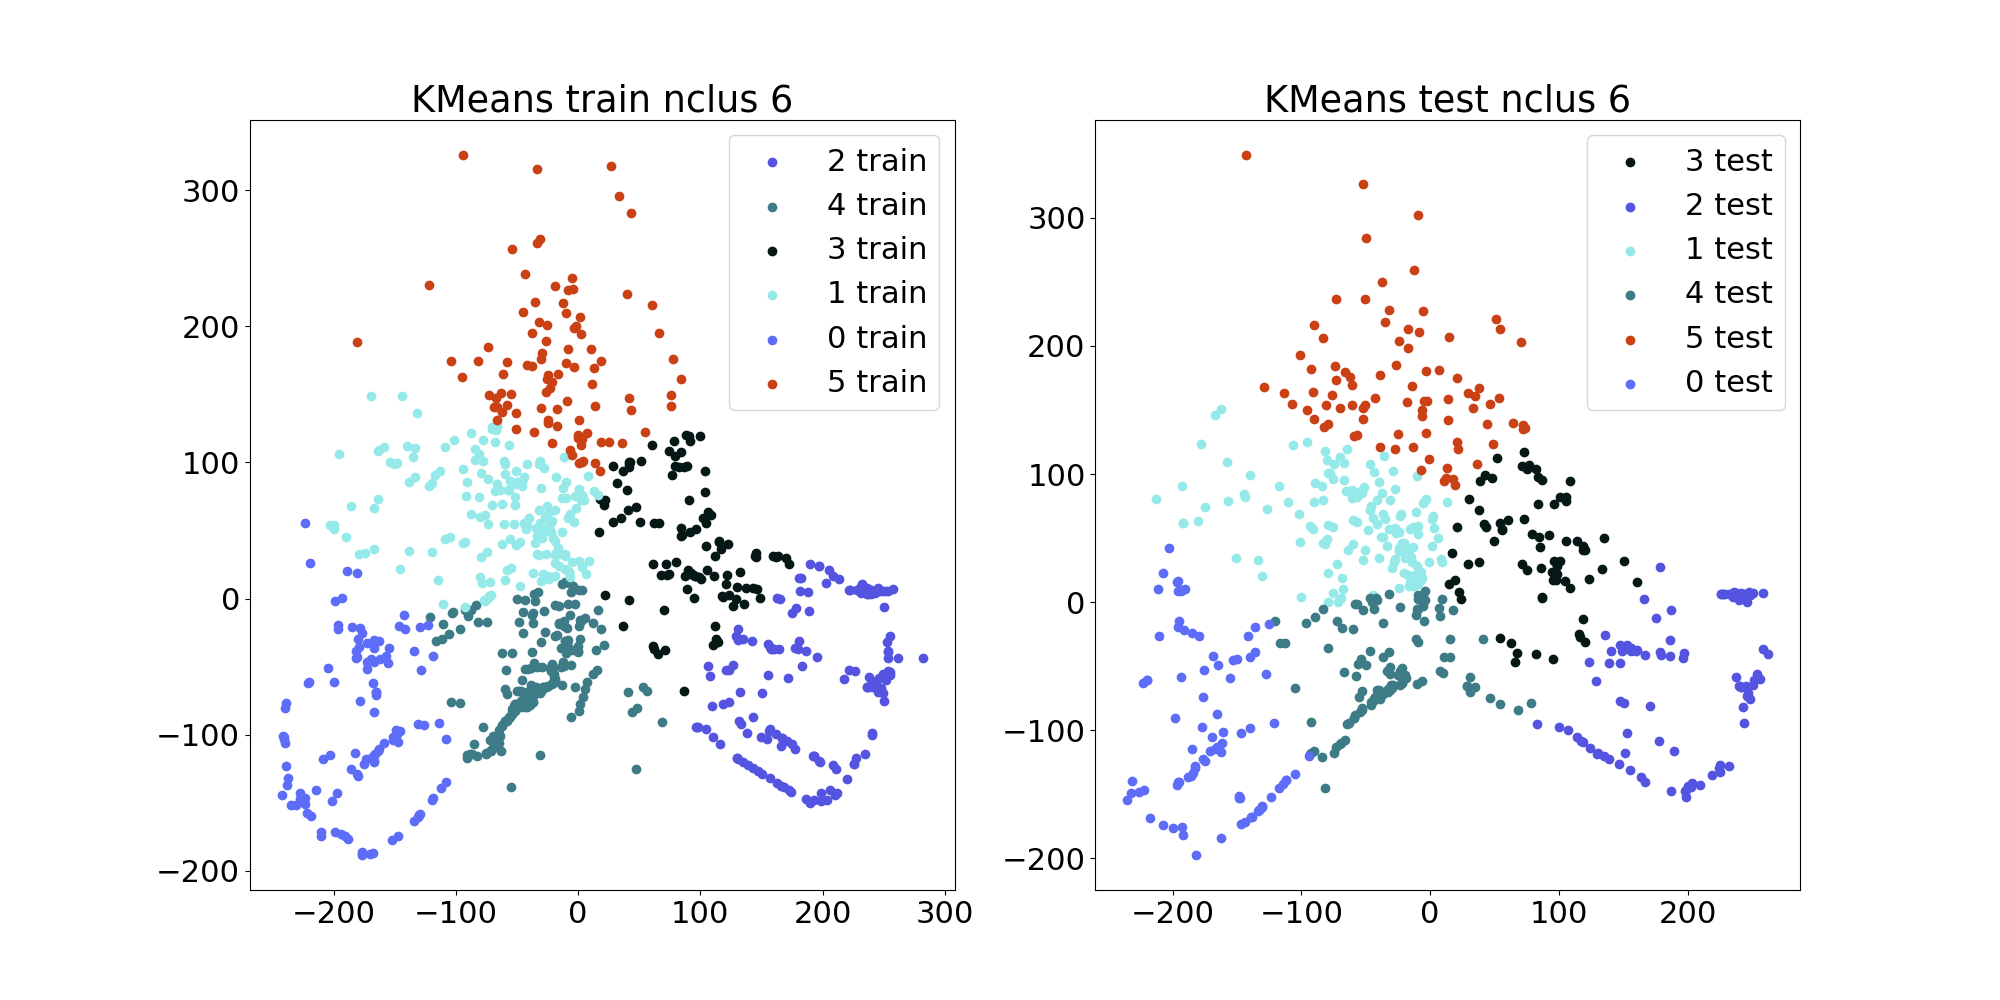 KMeans train nclus 6
300
200
100
0
−100
−200
−200 −100 0 100 200 300
2 train
4 train
3 train
1 train
0 train
5 train
KMeans test nclus 6
300
200
100
0
−100
−200
−200 −100 0 100 200
3 test
2 test
1 test
4 test
5 test
0 test